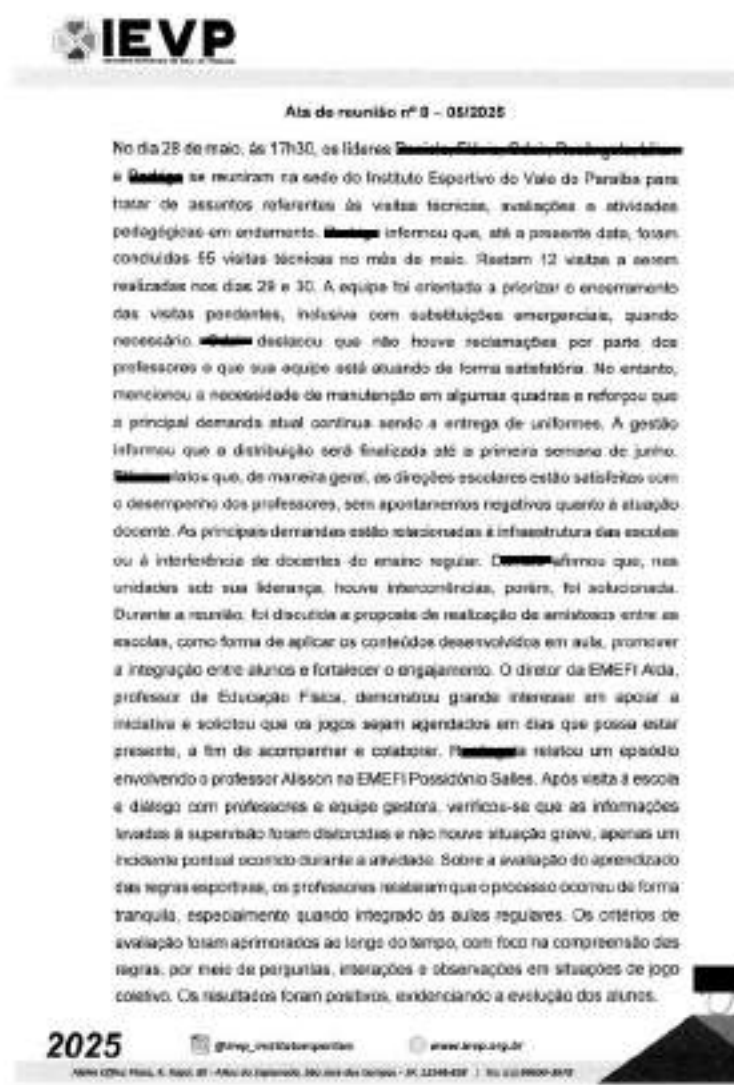 IEVP
Ata de reunião nº 8 – 05/2025
No dia 28 de maio, às 17h30, os líderes
e se reuniram na sede do Instituto Esportivo do Vale do Paraíba para
tratar de assuntos referentes às visitas técnicas, avaliações e atividades
pedagógicas em andamento. informou que, até a presente data, foram
concluídas 55 visitas técnicas no mês de maio. Restam 12 visitas a serem
realizadas nos dias 29 e 30. A equipe foi orientada a priorizar o encerramento
das visitas pendentes, inclusive com substituições emergenciais, quando
necessário. destacou que não houve reclamações por parte dos
professores e que sua equipe está atuando de forma satisfatória. No entanto,
mencionou a necessidade de manutenção em algumas quadras e reforçou que
a principal demanda atual continua sendo a entrega de uniformes. A gestão
informou que a distribuição será finalizada até a primeira semana de junho.
que, de maneira geral, as direções escolares estão satisfeitas com
o desempenho dos professores, sem apontamentos negativos quanto à atuação
docente. As principais demandas estão relacionadas à infraestrutura das escolas
ou à interferência de docentes do ensino regular. afirmou que, nas
unidades sob sua liderança, houve intercorrências, porém, foi solucionada.
Durante a reunião, foi discutida a proposta de realização de amistosos entre as
escolas, como forma de aplicar os conteúdos desenvolvidos em aula, promover
a integração entre alunos e fortalecer o engajamento. O diretor da EMEFI Aida,
professor de Educação Física, demonstrou grande interesse em apoiar a
iniciativa e solicitou que os jogos sejam agendados em dias que possa estar
presente, a fim de acompanhar e colaborar. relatou um episódio
envolvendo o professor Alisson na EMEFI Possidônio Salles. Após visita à escola
e diálogo com professores e equipe gestora, verificou-se que as informações
levadas à supervisão foram distorcidas e não houve situação grave, apenas um
incidente pontual ocorrido durante a atividade. Sobre a avaliação do aprendizado
das regras esportivas, os professores relataram que o processo ocorreu de forma
tranquila, especialmente quando integrado às aulas regulares. Os critérios de
avaliação foram aprimorados ao longo do tempo, com foco na compreensão das
regras, por meio de perguntas, interações e observações em situações de jogo
coletivo. Os resultados foram positivos, evidenciando a evolução dos alunos.
2025
www.ievp.org.br